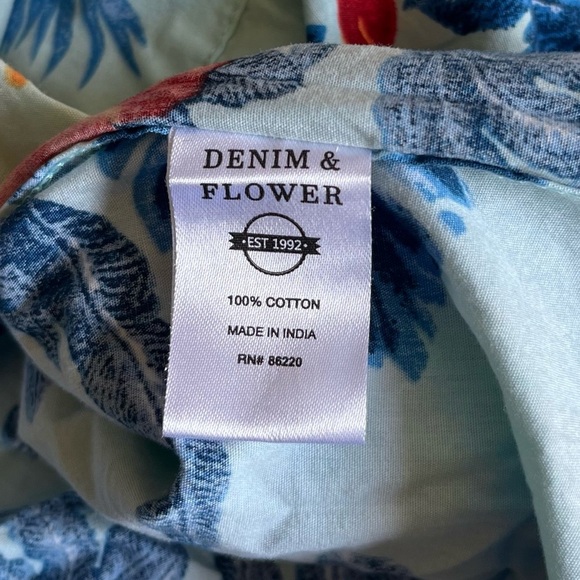 DENIM &
FLOWER
•EST 1992•
100% COTTON
MADE IN INDIA
RN# 86220